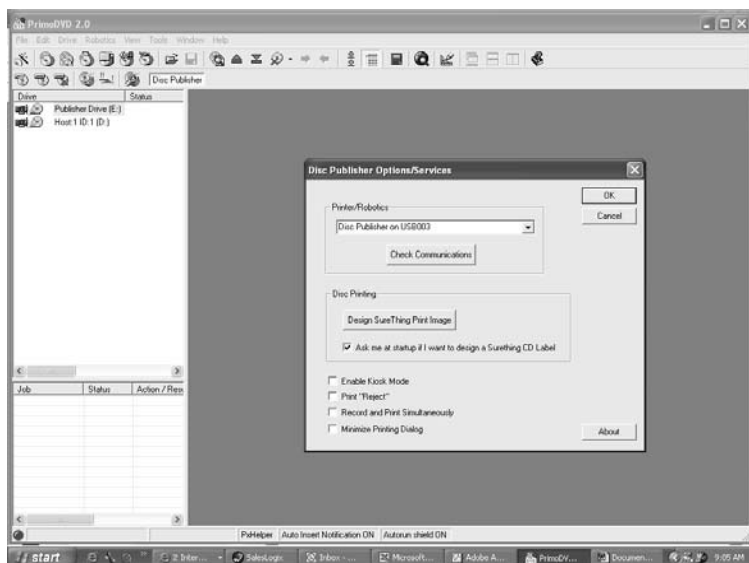 PrimoDVD 2.0
File Edit Drive Robotics View Tools Window Help
Disc Publisher
Drive Status
Publisher Drive (E:)
Host:1 ID:1 (D:)
Disc Publisher Options/Services
OK
Cancel
Printer/Robotics
Disc Publisher on USB003
Check Communications
Disc Printing
Design SureThing Print Image
Ask me at startup if I want to design a Surething CD Label
Enable Kiosk Mode
Print "Reject"
Record and Print Simultaneously
Minimize Printing Dialog
About
Job Status Action / Resu
PxHelper Auto Insert Notification ON Autorun shield ON
start 2 Inter... SalesLogix Inbox - ... Microsoft... Adobe A... PrimoDV... Documen... 9:05 AM